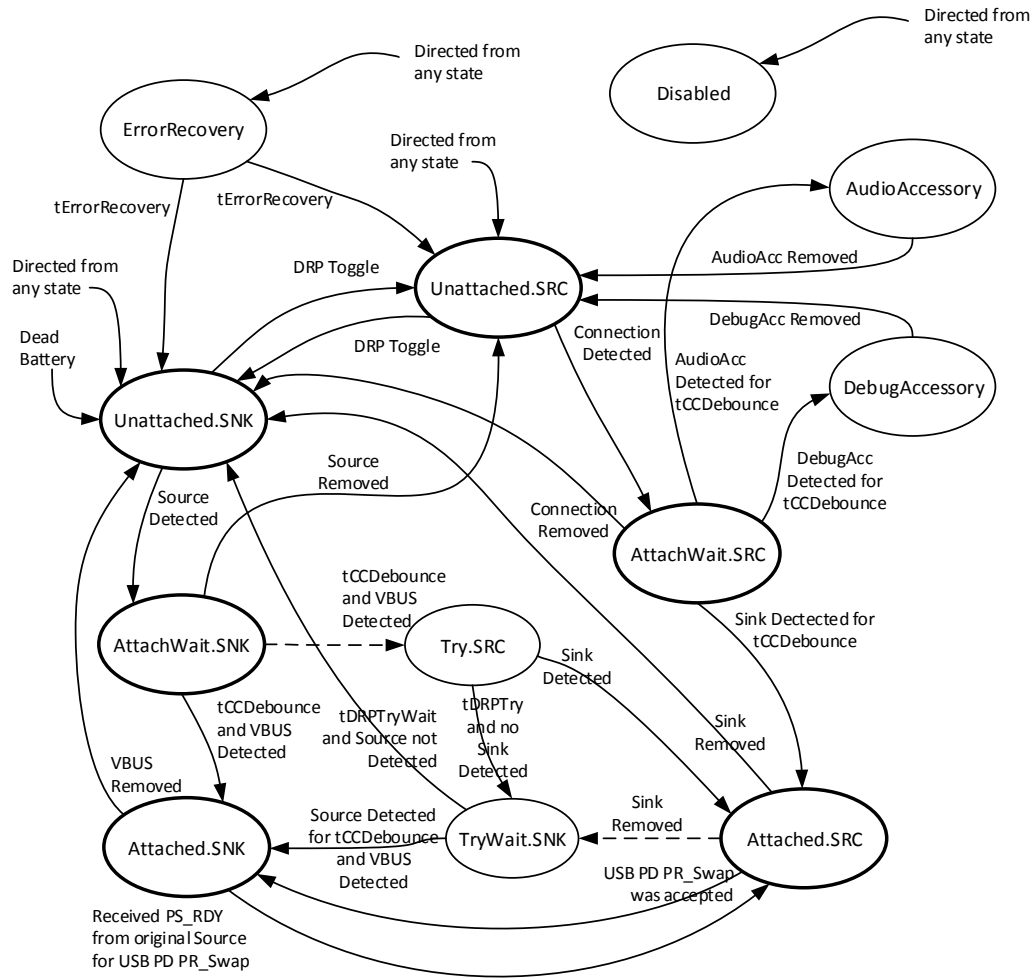 Directed from
any state
Directed from
any state
Disabled
ErrorRecovery
Directed from
any state
AudioAccessory
tErrorRecovery
tErrorRecovery
AudioAcc Removed
Directed from
any state
DRP Toggle
Unattached.SRC
DebugAcc Removed
Connection
Detected
Dead
Battery
DRP Toggle
AudioAcc
Detected for
tCCDebounce
DebugAccessory
Unattached.SNK
Source
Removed
DebugAcc
Detected for
tCCDebounce
Source
Detected
Connection
Removed
AttachWait.SRC
tCCDebounce
and VBUS
Detected
AttachWait.SNK
Try.SRC
Sink Dectected for
tCCDebounce
Sink
Detected
tCCDebounce
and VBUS
Detected
tDRPTryWait
and Source not
Detected
tDRPTry
and no
Sink
Detected
Sink
Removed
VBUS
Removed
Source Detected
for tCCDebounce
and VBUS
Detected
Sink
Removed
Attached.SNK
TryWait.SNK
Attached.SRC
USB PD PR_Swap
was accepted
Received PS_RDY
from original Source
for USB PD PR_Swap